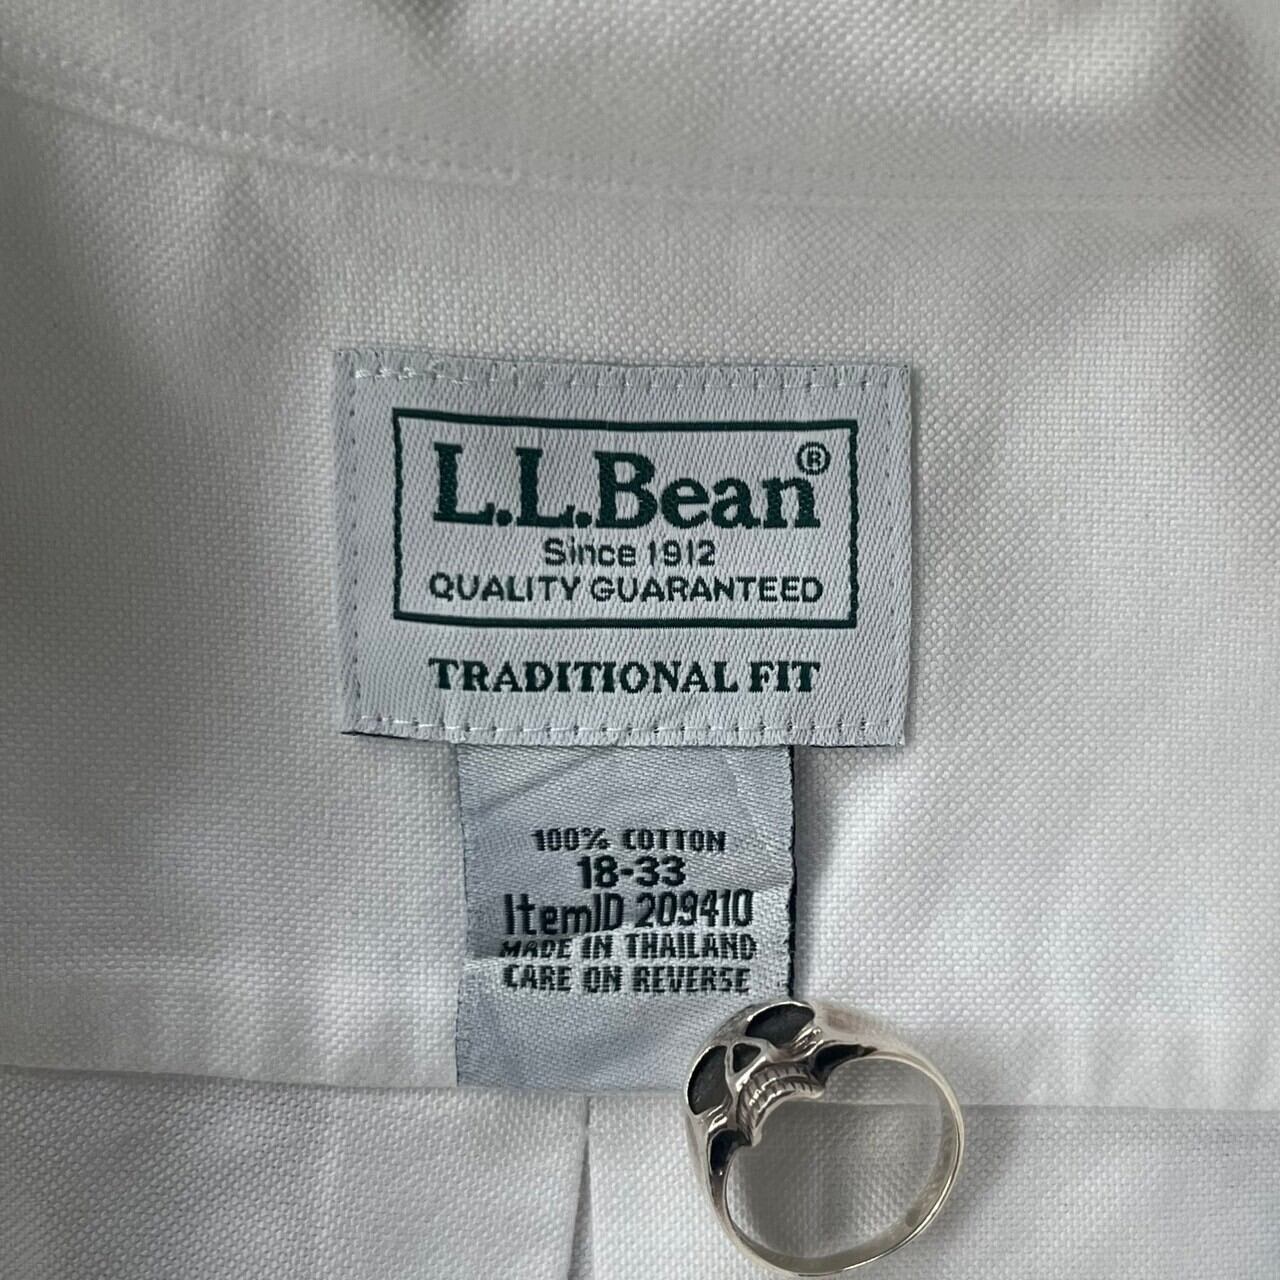 L.L.Bean®
Since 1912
QUALITY GUARANTEED
TRADITIONAL FIT
100% COTTON
18-33
ItemID 209410
MADE IN THAILAND
CARE ON REVERSE